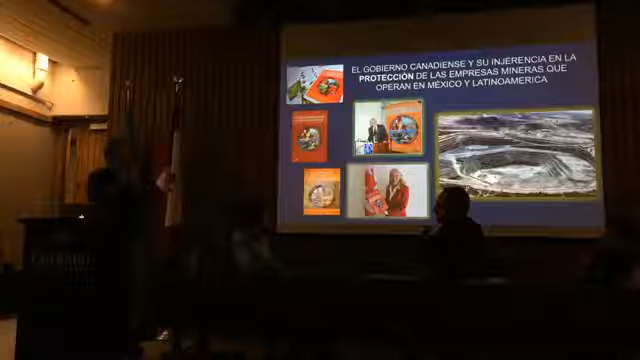 EL GOBIERNO CANADIENSE Y SU INJERENCIA EN LA
PROTECCIÓN DE LAS EMPRESAS MINERAS QUE
OPERAN EN MÉXICO Y LATINOAMERICA